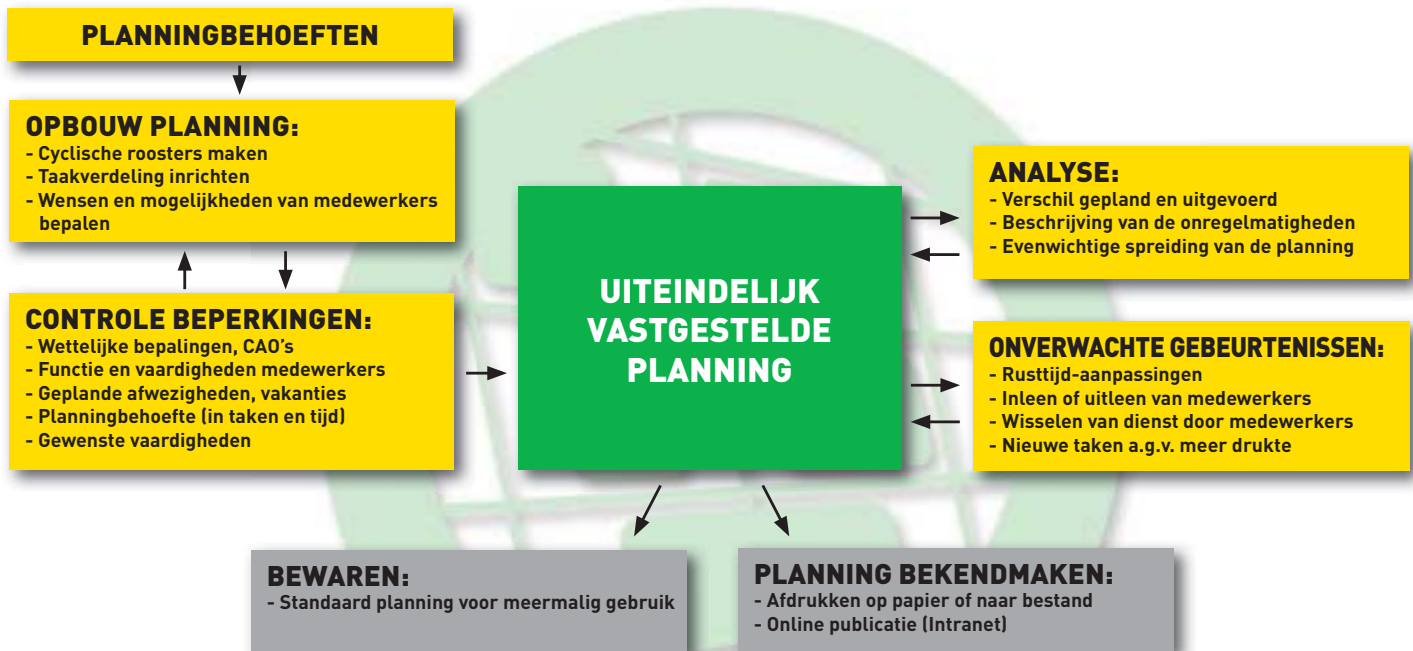 PLANNINGBEHOEFTEN
OPBOUW PLANNING:
- Cyclische roosters maken
- Taakverdeling inrichten
- Wensen en mogelijkheden van medewerkers
bepalen
CONTROLE BEPERKINGEN:
- Wettelijke bepalingen, CAO's
- Functie en vaardigheden medewerkers
- Geplande afwezigheden, vakanties
- Planningbehoefte (in taken en tijd)
- Gewenste vaardigheden
UITEINDELIJK
VASTGESTELDE
PLANNING
ANALYSE:
- Verschil gepland en uitgevoerd
- Beschrijving van de onregelmatigheden
- Evenwichtige spreiding van de planning
ONVERWACHTE GEBEURTENISSEN:
- Rusttijd-aanpassingen
- Inleen of uitleen van medewerkers
- Wisselen van dienst door medewerkers
- Nieuwe taken a.g.v. meer drukte
BEWAREN:
- Standaard planning voor meermalig gebruik
PLANNING BEKENDMAKEN:
- Afdrukken op papier of naar bestand
- Online publicatie (Intranet)